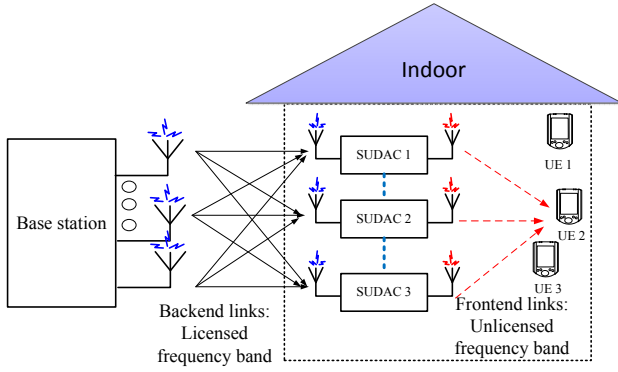 Indoor
Base station
SUDAC 1
SUDAC 2
SUDAC 3
UE 1
UE 2
UE 3
Backend links:
Licensed
frequency band
Frontend links:
Unlicensed
frequency band